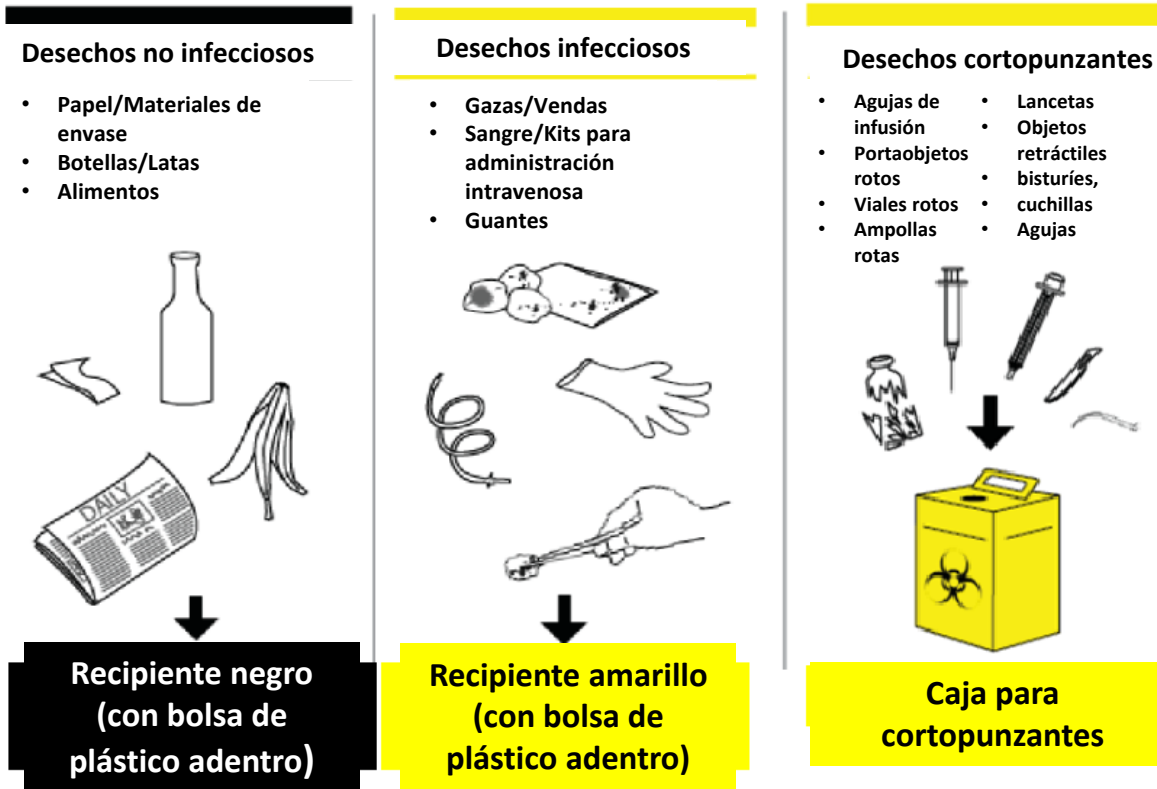 Desechos no infecciosos
• Papel/Materiales de
envase
• Botellas/Latas
• Alimentos
DAILY
Recipiente negro
(con bolsa de
plástico adentro)
Desechos infecciosos
• Gazas/Vendas
• Sangre/Kits para
administración
intravenosa
• Guantes
Recipiente amarillo
(con bolsa de
plástico adentro)
Desechos cortopunzantes
• Agujas de
infusión
• Portaobjetos
rotos
• Viales rotos
• Ampollas
rotas
• Lancetas
• Objetos
retráctiles
• bisturíes,
• cuchillas
• Agujas
Caja para
cortopunzantes